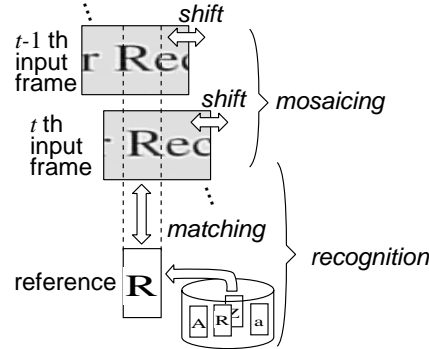 shift
t-1 th
input
frame
r Rec
shift
mosaicing
t th
input
frame
r Rec
matching
recognition
reference
R
Z
A R a